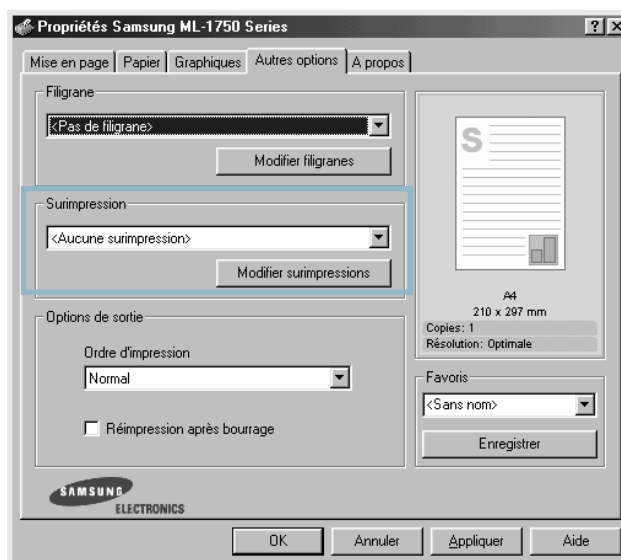 Propriétés Samsung ML-1750 Series
Mise en page Papier Graphiques Autres options A propos
Filigrane
<Pas de filigrane>
Modifier filigranes
Surimpression
<Aucune surimpression>
Modifier surimpressions
Options de sortie
Ordre d'impression
Normal
Réimpression après bourrage
S
A4
210 x 297 mm
Copies: 1
Résolution: Optimale
Favoris
<Sans nom>
Enregistrer
SAMSUNG
ELECTRONICS
OK Annuler Appliquer Aide